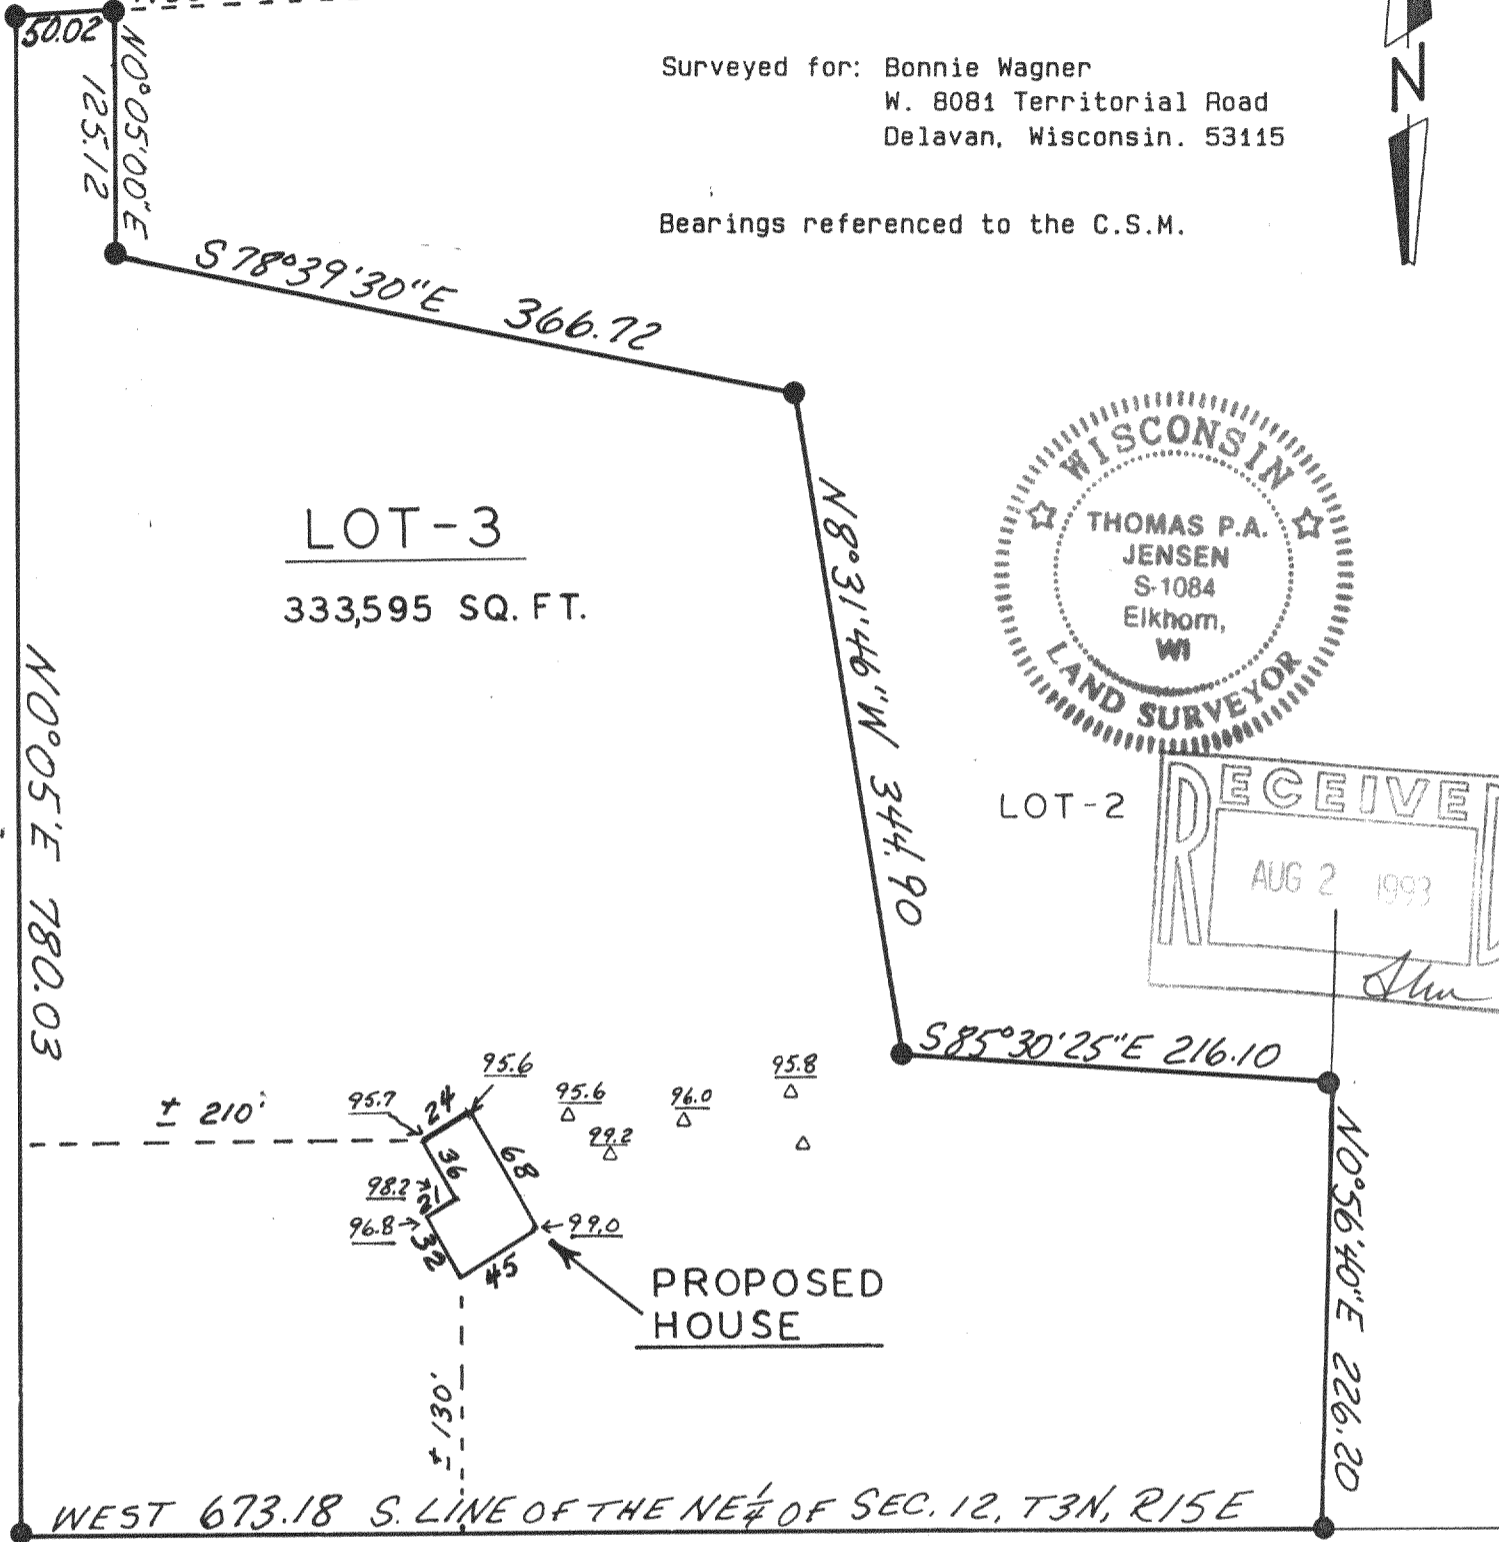 50.02
N0°05'00"E
125.12
Surveyed for: Bonnie Wagner
W. 8081 Territorial Road
Delavan, Wisconsin. 53115
N
Bearings referenced to the C.S.M.
S78°39'30"E 366.72
WISCONSIN
THOMAS P.A.
JENSEN
S-1084
Elkhorn,
WI
LAND SURVEYOR
LOT-3
333,595 SQ. FT.
N8°31'46"W 344.90
N0°05'E 780.03
LOT-2
RECEIVED
AUG 2 1993
S85°30'25"E 216.10
± 210'
95.7
24
95.6
95.6
99.2
96.0
95.8
36
68
98.2
21
96.8
32
45
99.0
PROPOSED
HOUSE
± 130'
N0°56'40"E 226.20
WEST 673.18 S. LINE OF THE NE 1/4 OF SEC. 12, T3N, R15E